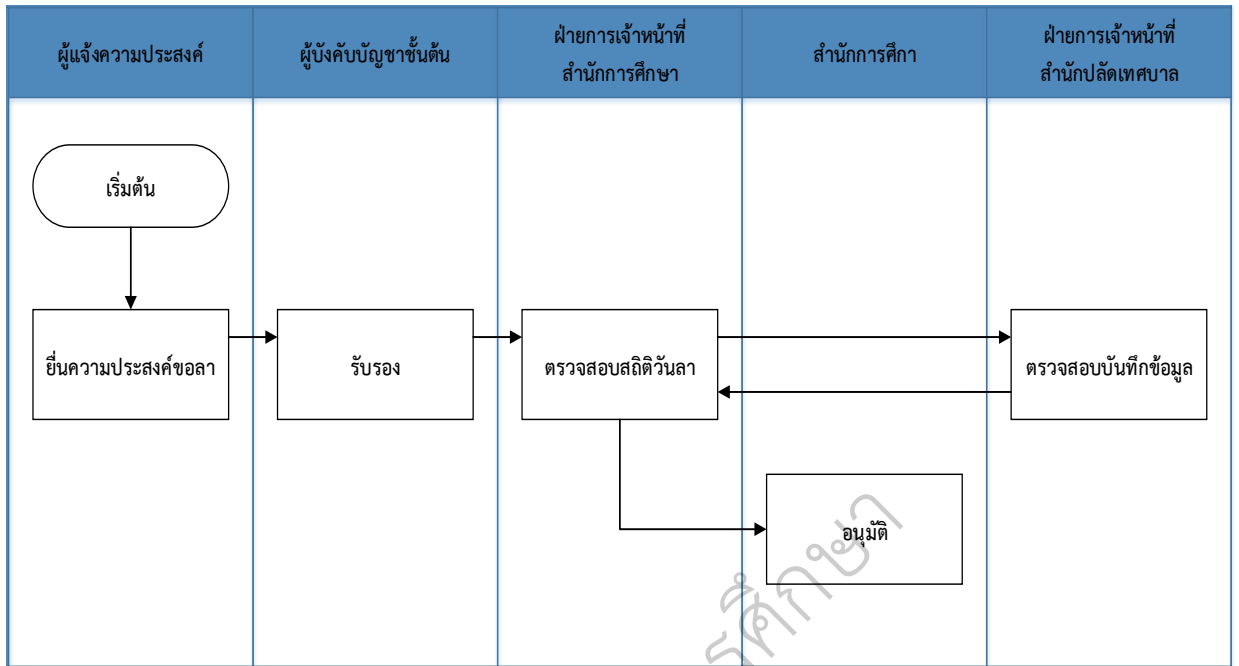 ผู้แจ้งความประสงค์
ผู้บังคับบัญชาชั้นต้น
ฝ่ายการเจ้าหน้าที่
สำนักการศึกษา
สำนักการศึกา
ฝ่ายการเจ้าหน้าที่
สำนักปลัดเทศบาล
เริ่มต้น
ยื่นความประสงค์ขอลา
รับรอง
ตรวจสอบสถิติวันลา
ตรวจสอบบันทึกข้อมูล
อนุมัติ